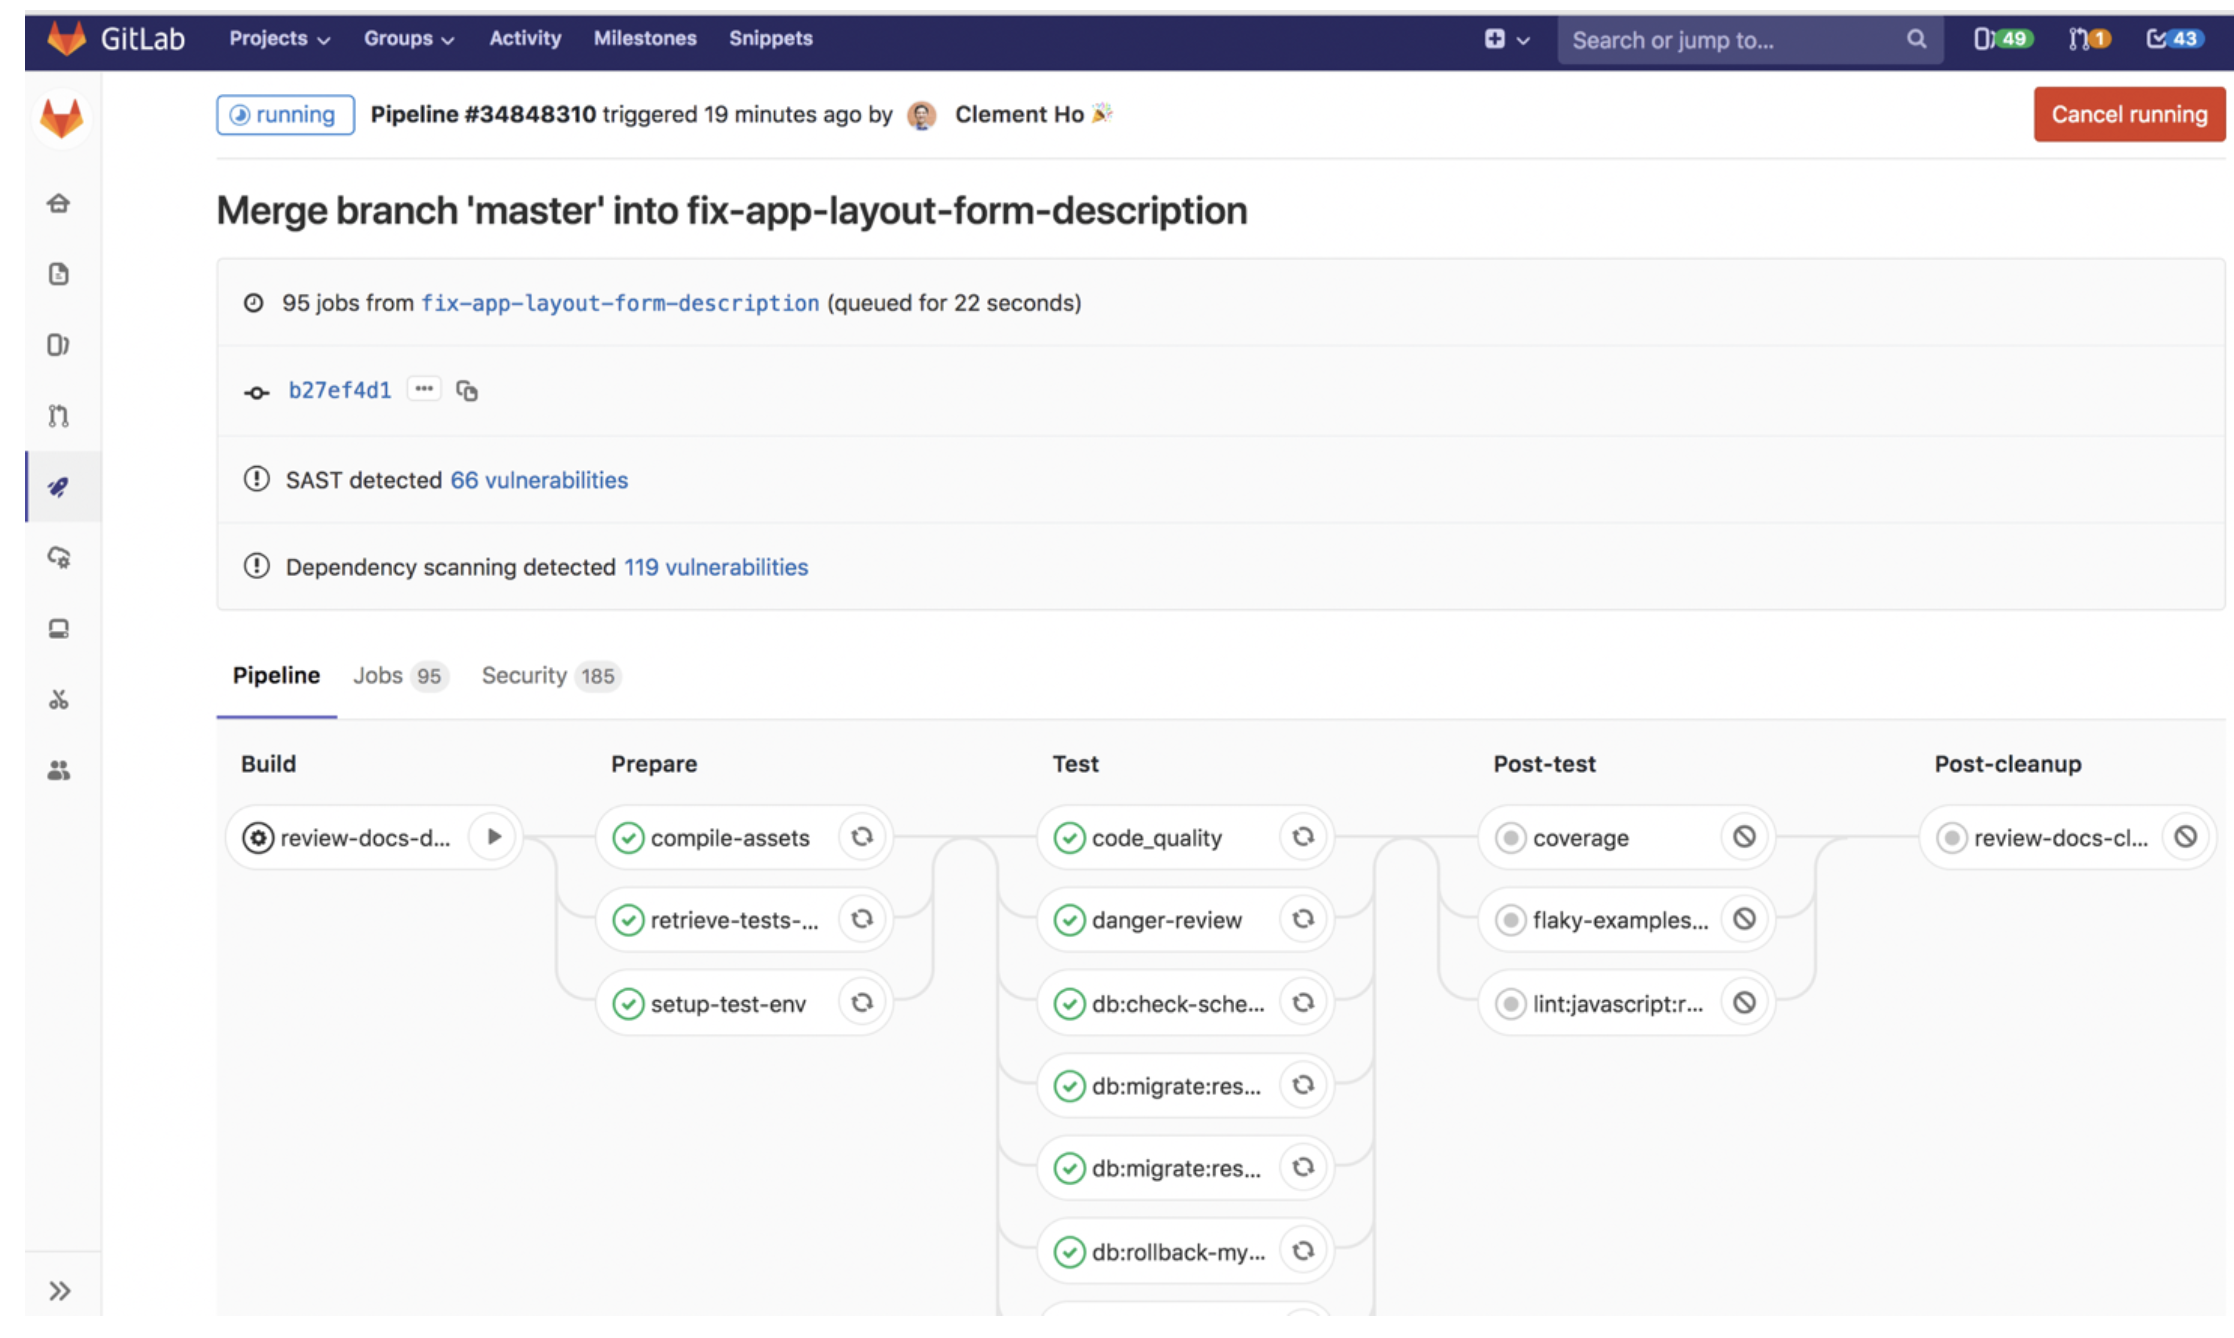 GitLab Projects Groups Activity Milestones Snippets Search or jump to... 49 1 43
running Pipeline #34848310 triggered 19 minutes ago by Clement Ho 🎉 Cancel running
Merge branch 'master' into fix-app-layout-form-description
95 jobs from fix-app-layout-form-description (queued for 22 seconds)
b27ef4d1 ...
SAST detected 66 vulnerabilities
Dependency scanning detected 119 vulnerabilities
Pipeline Jobs 95 Security 185
Build Prepare Test Post-test Post-cleanup
review-docs-d... compile-assets code_quality coverage review-docs-cl...
retrieve-tests-... danger-review flaky-examples...
setup-test-env db:check-sche... lint:javascript:r...
db:migrate:res...
db:migrate:res...
db:rollback-my...